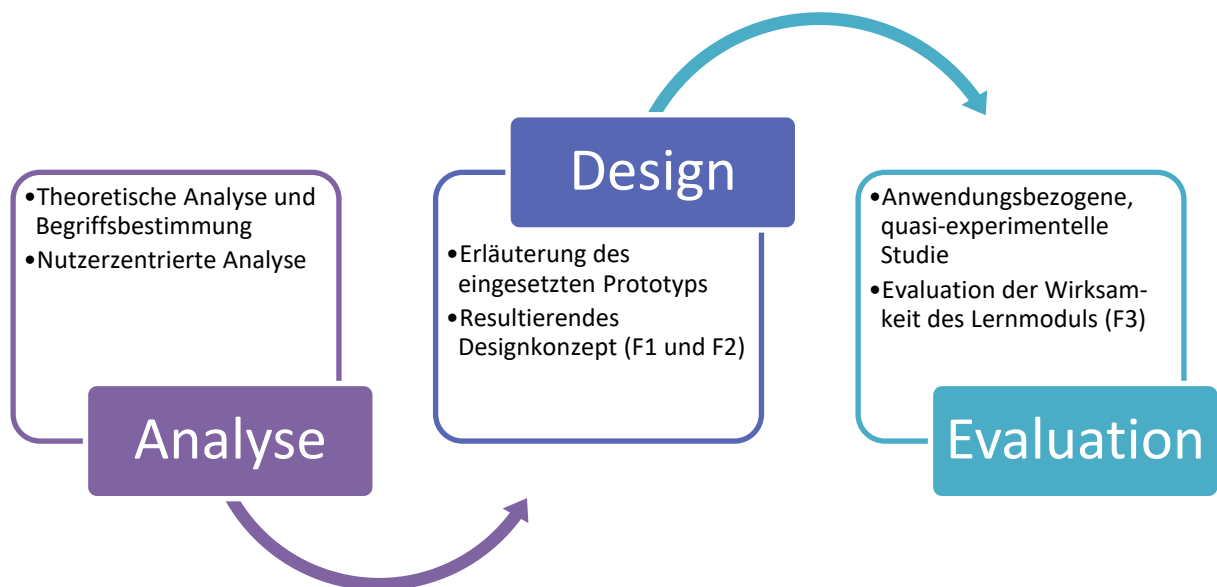 •Theoretische Analyse und
Begriffsbestimmung
•Nutzerzentrierte Analyse
Analyse
Design
•Erläuterung des
eingesetzten Prototyps
•Resultierendes
Designkonzept (F1 und F2)
•Anwendungsbezogene,
quasi-experimentelle
Studie
•Evaluation der Wirksam-
keit des Lernmoduls (F3)
Evaluation